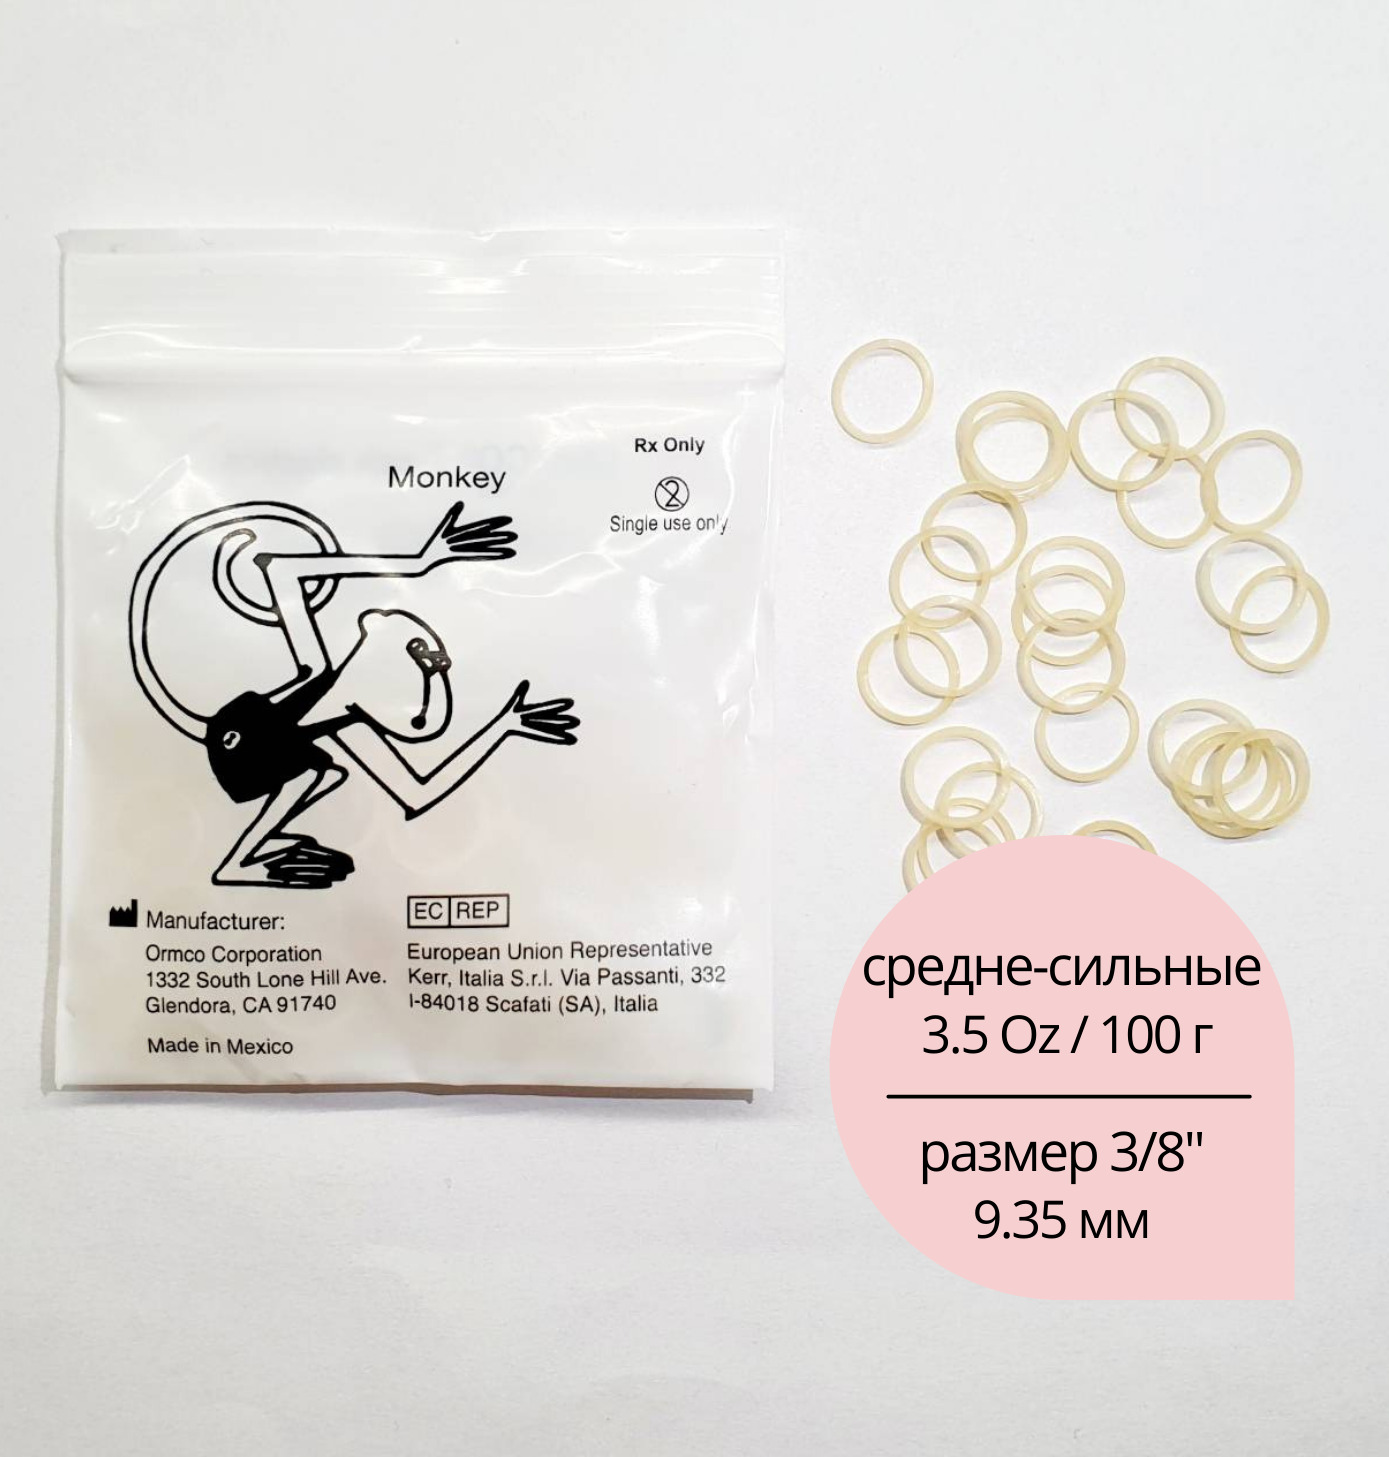 Monkey
Rx Only
2
Single use only
Manufacturer:
Ormco Corporation
1332 South Lone Hill Ave.
Glendora, CA 91740
Made in Mexico
EC REP
European Union Representative
Kerr, Italia S.r.l. Via Passanti, 332
I-84018 Scafati (SA), Italia
средне-сильные
3.5 Oz / 100 г
размер 3/8"
9.35 мм